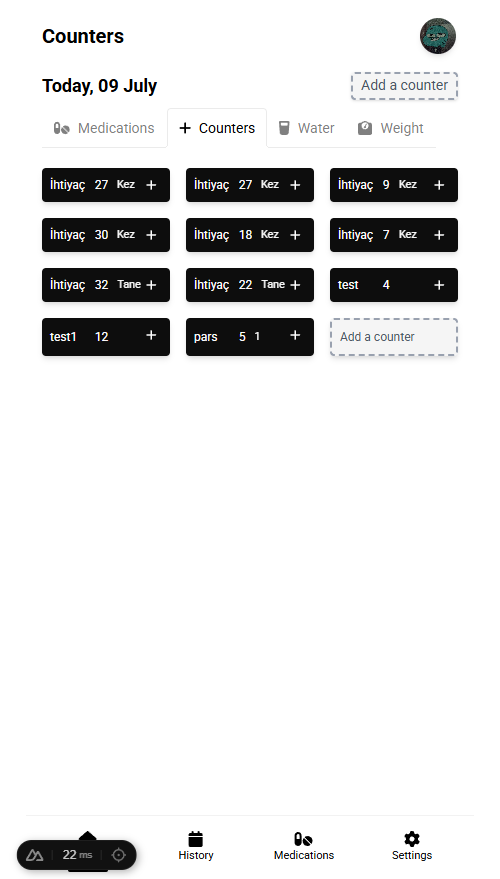 Counters
Today, 09 July
Add a counter
Medications
Counters
Water
Weight
İhtiyaç 27 Kez +
İhtiyaç 27 Kez +
İhtiyaç 9 Kez +
İhtiyaç 30 Kez +
İhtiyaç 18 Kez +
İhtiyaç 7 Kez +
İhtiyaç 32 Tane +
İhtiyaç 22 Tane +
test 4 +
test1 12 +
pars 5 1 +
Add a counter
22 ms
History
Medications
Settings